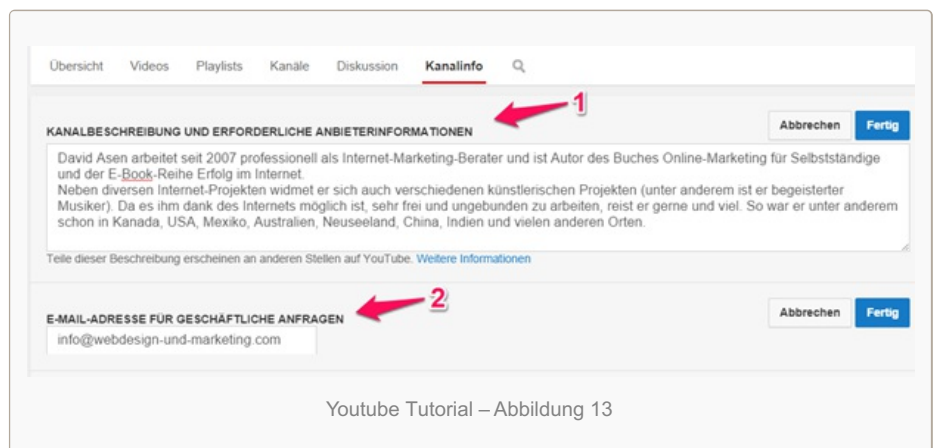 Übersicht Videos Playlists Kanäle Diskussion Kanalinfo
1
KANALBESCHREIBUNG UND ERFORDERLICHE ANBIETERINFORMATIONEN Abbrechen Fertig
David Asen arbeitet seit 2007 professionell als Internet-Marketing-Berater und ist Autor des Buches Online-Marketing für Selbstständige
und der E-Book-Reihe Erfolg im Internet.
Neben diversen Internet-Projekten widmet er sich auch verschiedenen künstlerischen Projekten (unter anderem ist er begeisterter
Musiker). Da es ihm dank des Internets möglich ist, sehr frei und ungebunden zu arbeiten, reist er gerne und viel. So war er unter anderem
schon in Kanada, USA, Mexiko, Australien, Neuseeland, China, Indien und vielen anderen Orten.
Teile dieser Beschreibung erscheinen an anderen Stellen auf YouTube. Weitere Informationen
2
E-MAIL-ADRESSE FÜR GESCHÄFTLICHE ANFRAGEN Abbrechen Fertig
info@webdesign-und-marketing.com
Youtube Tutorial – Abbildung 13